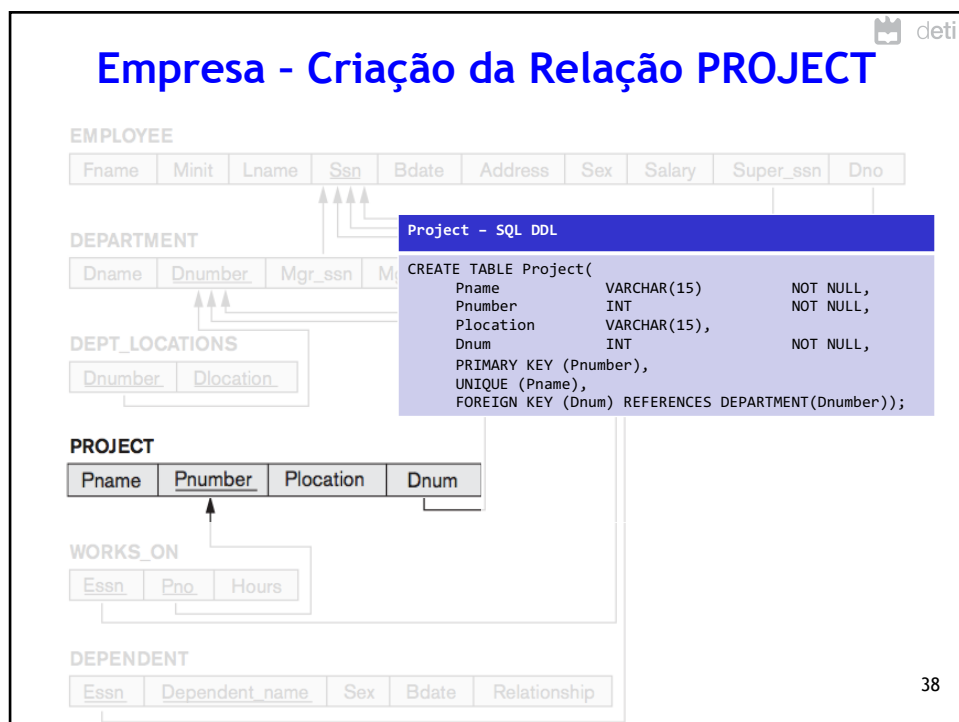 deti
Empresa – Criação da Relação PROJECT
EMPLOYEE
Fname Minit Lname Ssn Bdate Address Sex Salary Super_ssn Dno
DEPARTMENT
Dname Dnumber Mgr_ssn
Project – SQL DDL
CREATE TABLE Project(
Pname VARCHAR(15) NOT NULL,
Pnumber INT NOT NULL,
Plocation VARCHAR(15),
Dnum INT NOT NULL,
PRIMARY KEY (Pnumber),
UNIQUE (Pname),
FOREIGN KEY (Dnum) REFERENCES DEPARTMENT(Dnumber));
DEPT_LOCATIONS
Dnumber Dlocation
PROJECT
Pname Pnumber Plocation Dnum
WORKS_ON
Essn Pno Hours
DEPENDENT
Essn Dependent_name Sex Bdate Relationship
38